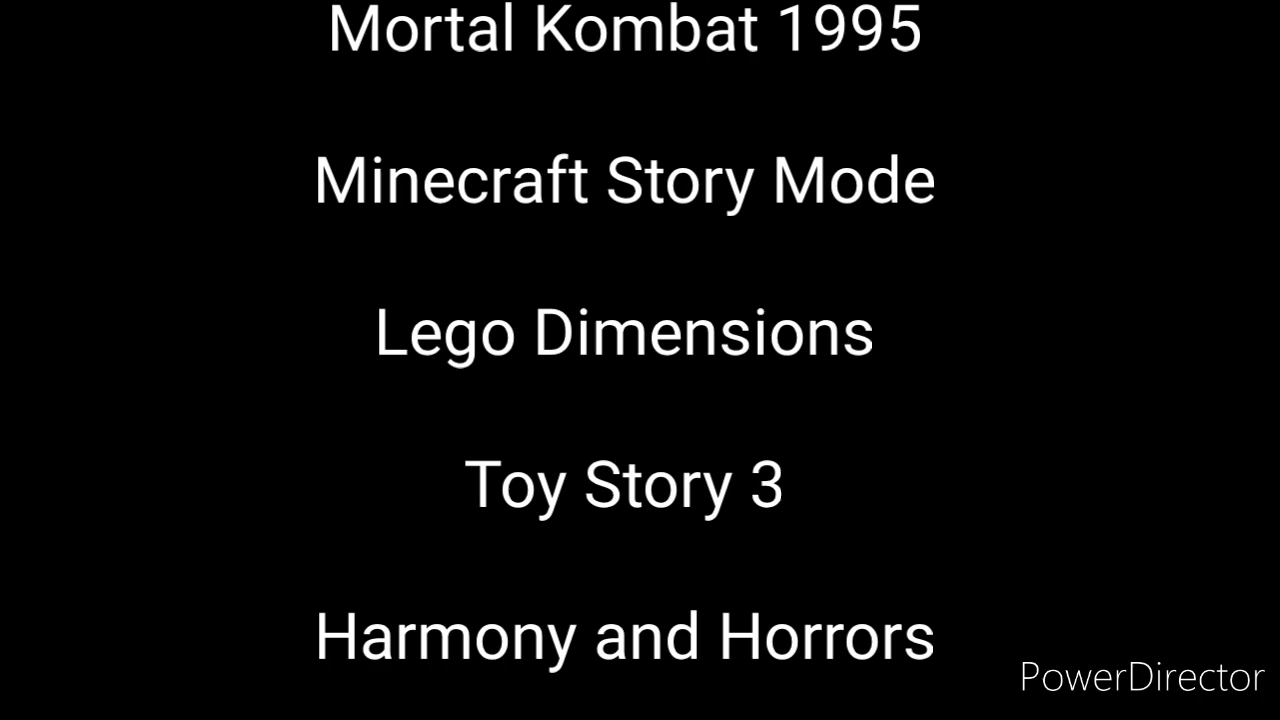 Mortal Kombat 1995
Minecraft Story Mode
Lego Dimensions
Toy Story 3
Harmony and Horrors
PowerDirector